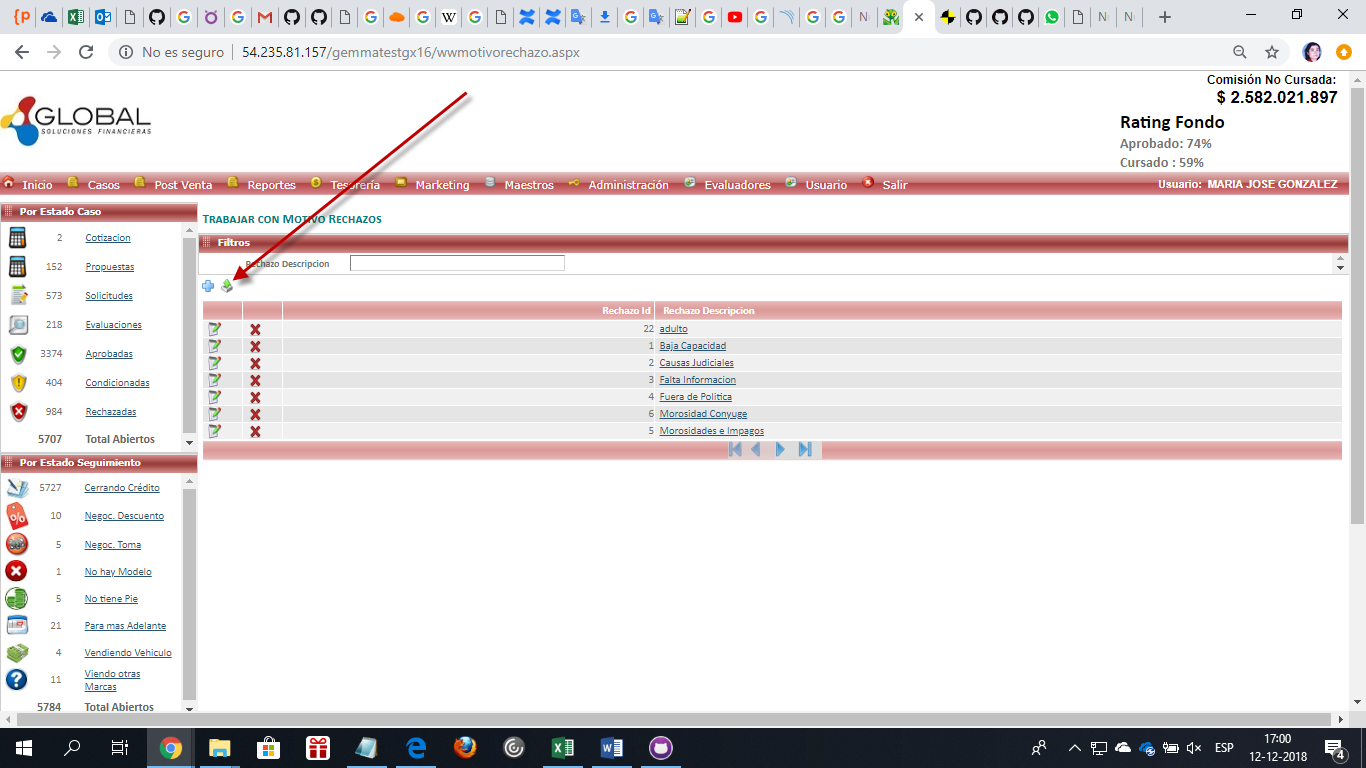 No es seguro 54.235.81.157/gemmatestgx16/wwmotivorechazo.aspx
GLOBAL
SOLUCIONES FINANCIERAS
Comisión No Cursada:
$ 2.582.021.897
Rating Fondo
Aprobado: 74%
Cursado : 59%
Inicio Casos Post Venta Reportes Tesorería Marketing Maestros Administración Evaluadores Usuario Salir Usuario: MARIA JOSE GONZALEZ
Por Estado Caso
2 Cotizacion
152 Propuestas
573 Solicitudes
218 Evaluaciones
3374 Aprobadas
404 Condicionadas
984 Rechazadas
5707 Total Abiertos
Por Estado Seguimiento
5727 Cerrando Crédito
10 Negoc. Descuento
5 Negoc. Toma
1 No hay Modelo
5 No tiene Pie
21 Para mas Adelante
4 Vendiendo Vehiculo
11 Viendo otras
Marcas
5784 Total Abiertos
TRABAJAR CON MOTIVO RECHAZOS
Filtros
Rechazo Descripcion
Rechazo Id Rechazo Descripcion
22 adulto
1 Baja Capacidad
2 Causas Judiciales
3 Falta Informacion
4 Fuera de Politica
6 Morosidad Conyuge
5 Morosidades e Impagos
ESP
17:00
12-12-2018
4